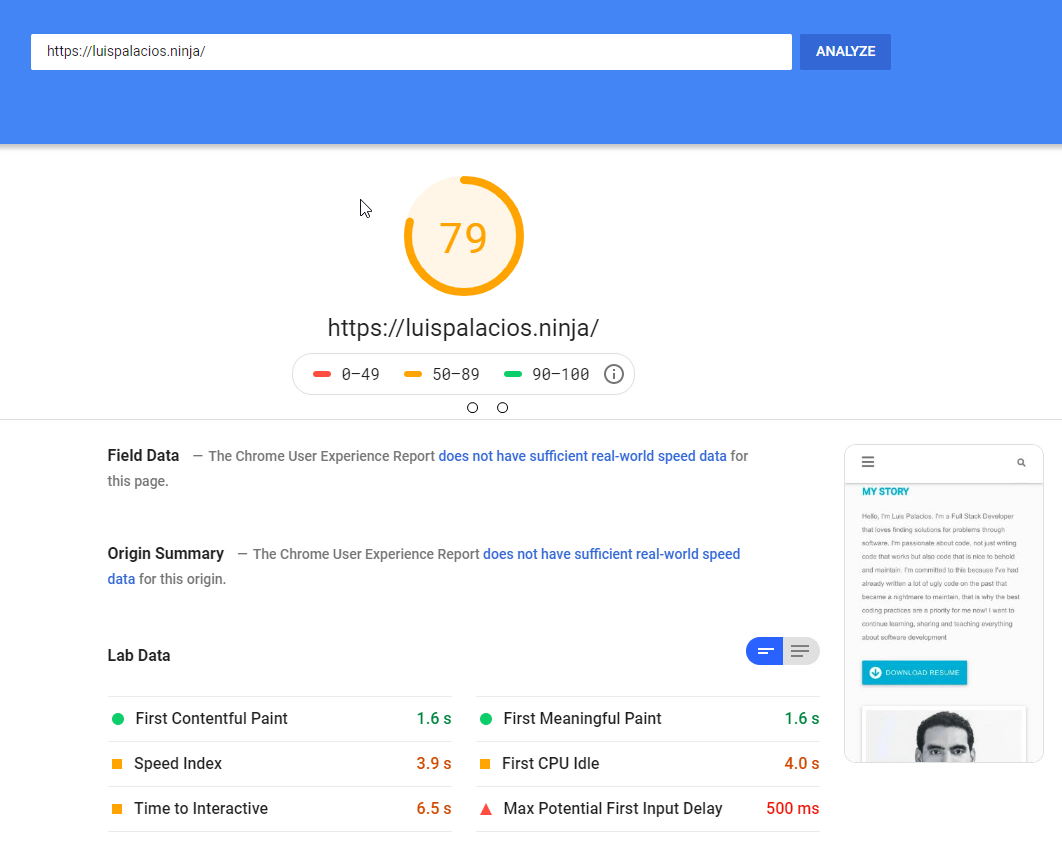 https://luispalacios.ninja/
ANALYZE
79
https://luispalacios.ninja/
0–49 50–89 90–100
Field Data — The Chrome User Experience Report does not have sufficient real-world speed data for
this page.
Origin Summary — The Chrome User Experience Report does not have sufficient real-world speed
data for this origin.
Lab Data
First Contentful Paint 1.6 s
First Meaningful Paint 1.6 s
Speed Index 3.9 s
First CPU Idle 4.0 s
Time to Interactive 6.5 s
Max Potential First Input Delay 500 ms
MY STORY
Hello, I'm Luis Palacios. I'm a Full Stack Developer
that loves finding solutions for problems through
software. I'm passionate about code, not just writing
code that works but also code that is nice to behold
and maintain. I'm committed to this because I've had
already written a lot of ugly code on the past that
became a nightmare to maintain, that is why the best
coding practices are a priority for me now! I want to
continue learning, sharing and teaching everything
about software development
DOWNLOAD RESUME